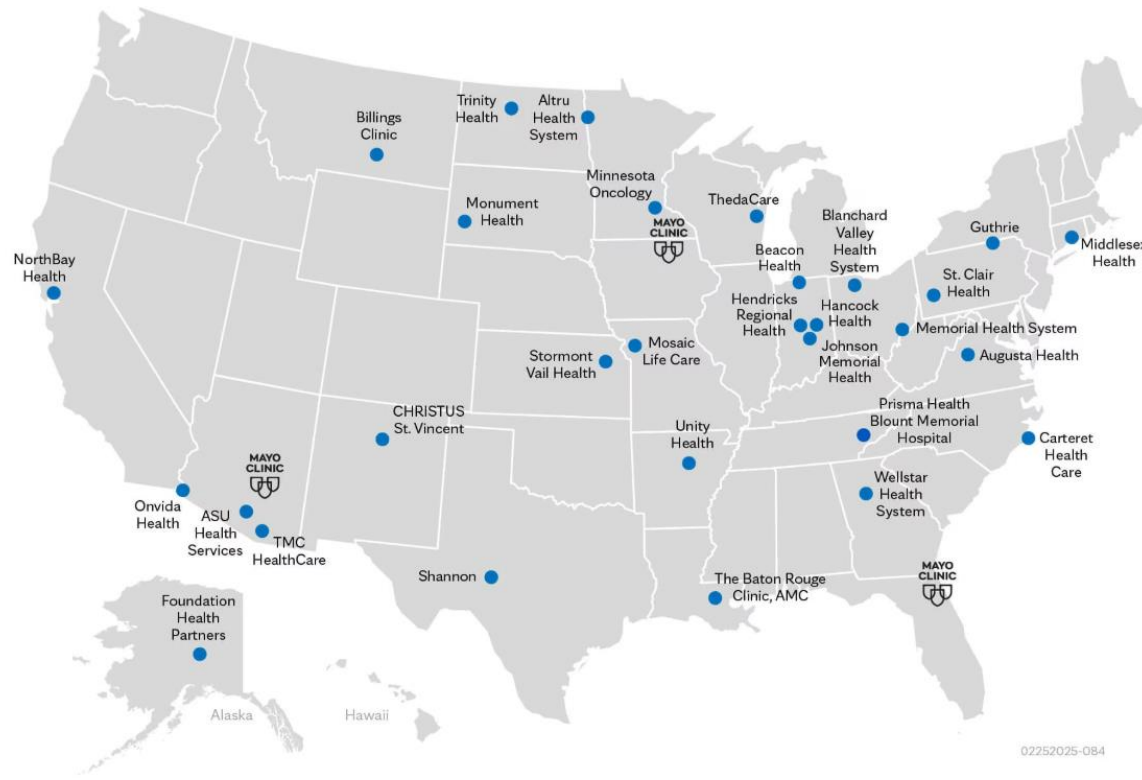 Trinity
Health
Altru
Health
System
Billings
Clinic
Minnesota
Oncology
MAYO
CLINIC
ThedaCare
Monument
Health
Blanchard
Valley
Health
System
Beacon
Health
Guthrie
Middlesex
Health
St. Clair
Health
NorthBay
Health
Hendricks
Regional
Health
Hancock
Health
Johnson
Memorial
Health
Memorial Health System
Augusta Health
Mosaic
Life Care
Stormont
Vail Health
CHRISTUS
St. Vincent
Unity
Health
Prisma Health
Blount Memorial
Hospital
Carteret
Health
Care
MAYO
CLINIC
Onvida
Health
ASU
Health
Services
TMC
HealthCare
Wellstar
Health
System
Shannon
The Baton Rouge
Clinic, AMC
MAYO
CLINIC
Foundation
Health
Partners
Alaska
Hawaii
02252025-084